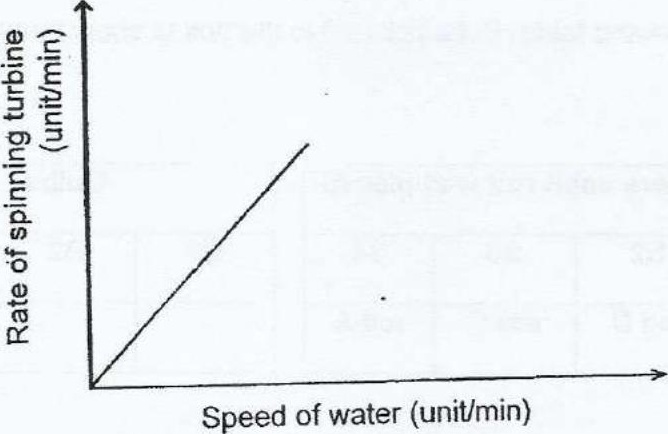 Rate of spinning turbine
(unit/min)
Speed of water (unit/min)